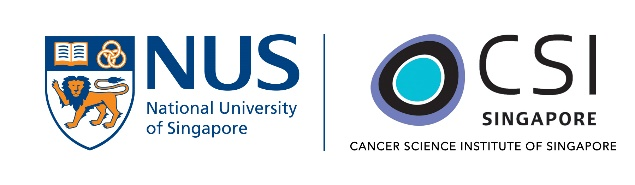 NUS
National University
of Singapore
CSI
SINGAPORE
CANCER SCIENCE INSTITUTE OF SINGAPORE